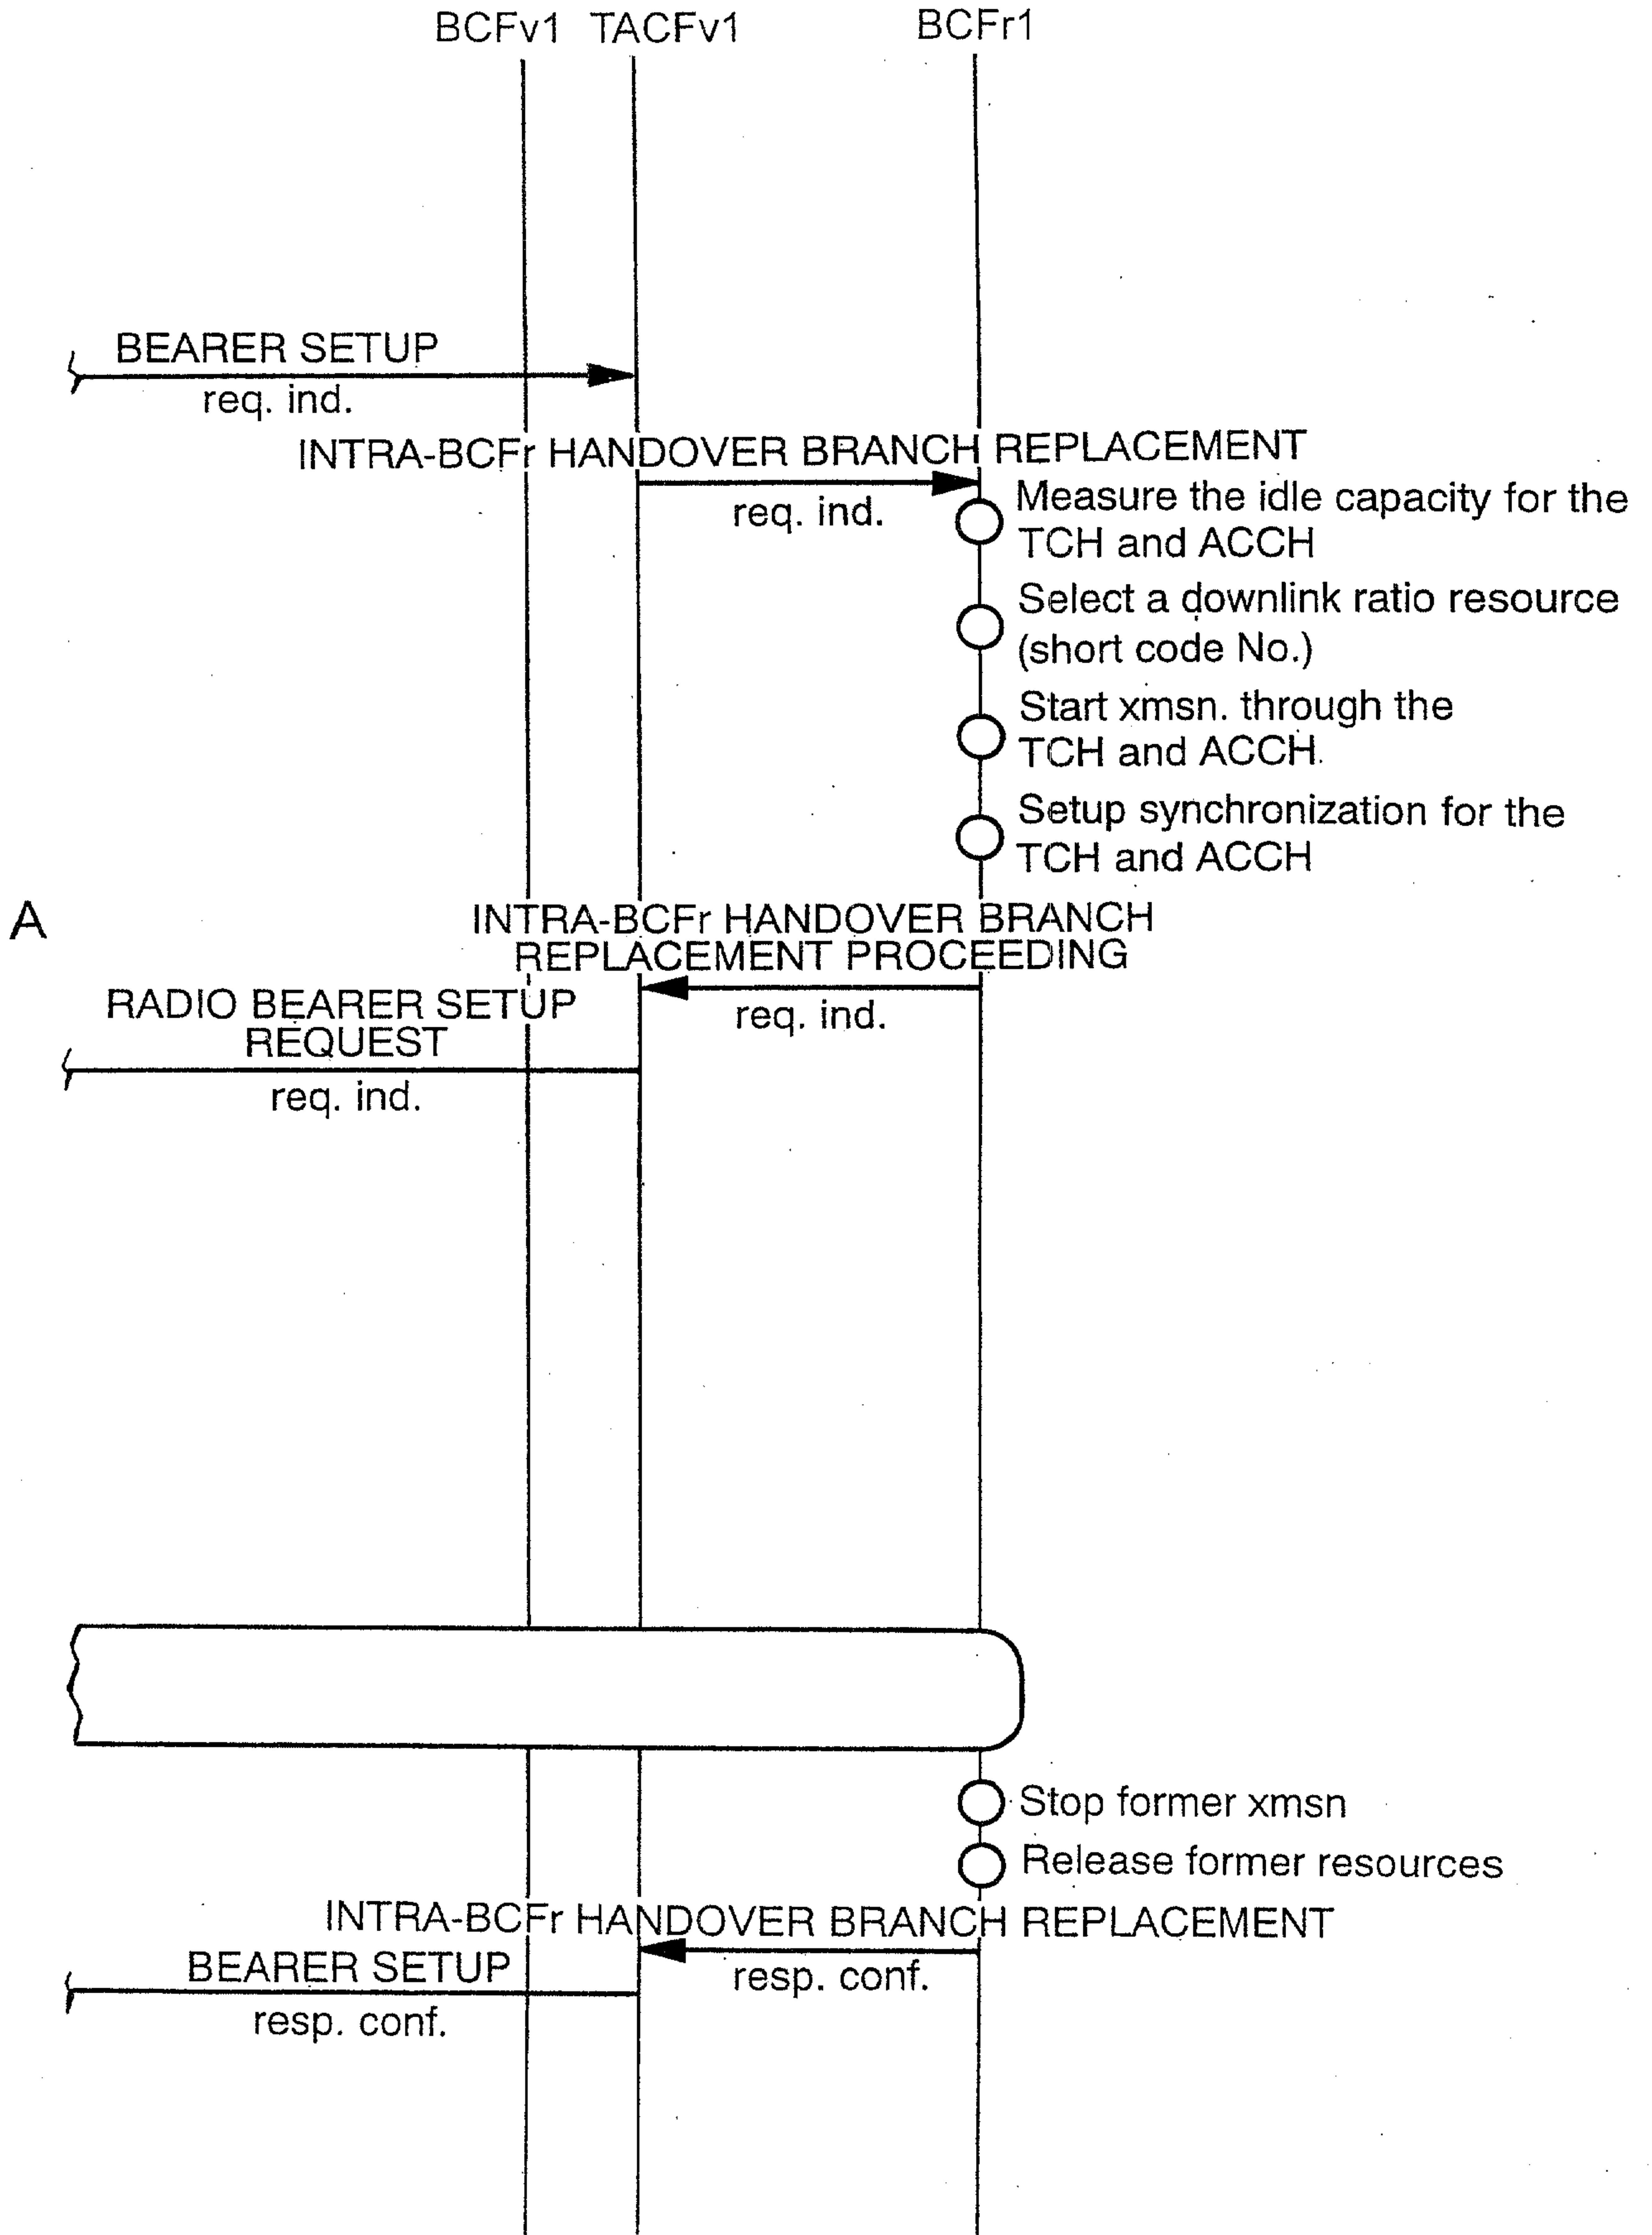 BCFv1 TACFv1 BCFr1
BEARER SETUP
req. ind.
INTRA-BCFr HANDOVER BRANCH REPLACEMENT
req. ind.
Measure the idle capacity for the
TCH and ACCH
Select a downlink ratio resource
(short code No.)
Start xmsn. through the
TCH and ACCH.
Setup synchronization for the
TCH and ACCH
A
INTRA-BCFr HANDOVER BRANCH
REPLACEMENT PROCEEDING
req. ind.
RADIO BEARER SETUP
REQUEST
req. ind.
Stop former xmsn
Release former resources
INTRA-BCFr HANDOVER BRANCH REPLACEMENT
resp. conf.
BEARER SETUP
resp. conf.